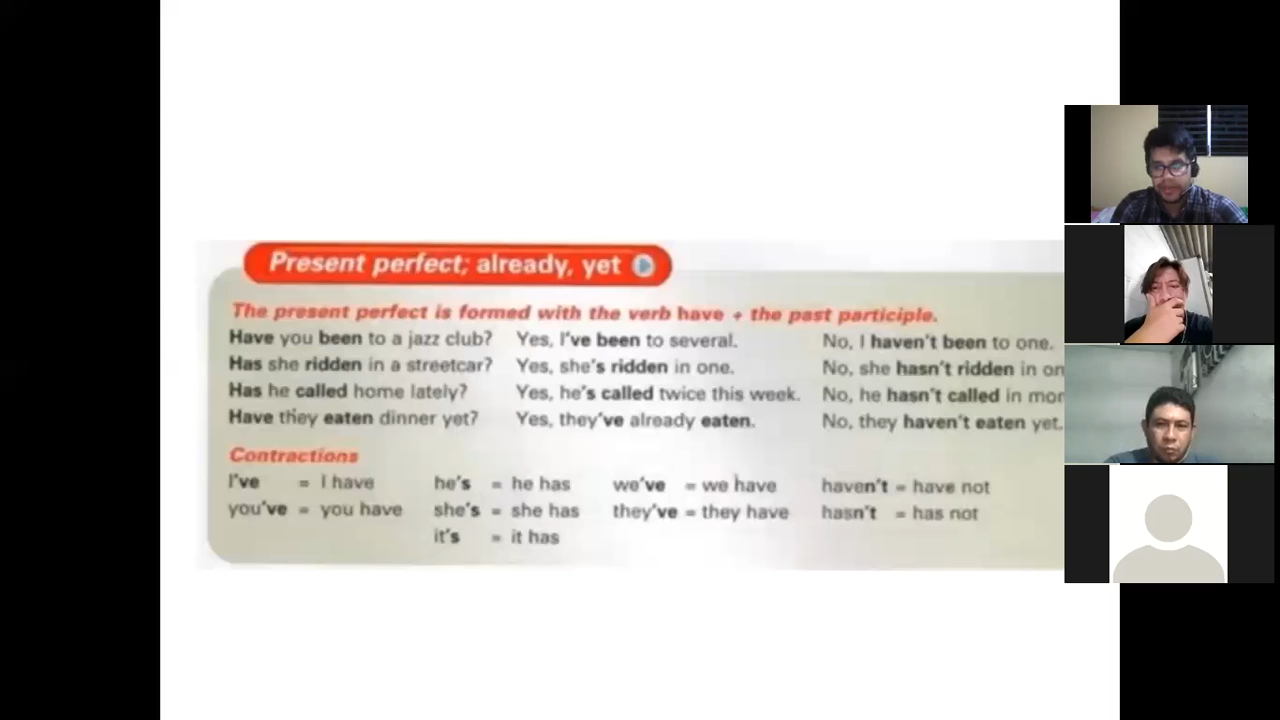 Present perfect; already, yet
The present perfect is formed with the verb have + the past participle.
Have you been to a jazz club? Yes, I've been to several. No, I haven't been to one.
Has she ridden in a streetcar? Yes, she's ridden in one. No, she hasn't ridden in on
Has he called home lately? Yes, he's called twice this week. No, he hasn't called in mor
Have they eaten dinner yet? Yes, they've already eaten. No, they haven't eaten yet.
Contractions
I've = I have he's = he has we've = we have haven't = have not
you've = you have she's = she has they've = they have hasn't = has not
it's = it has